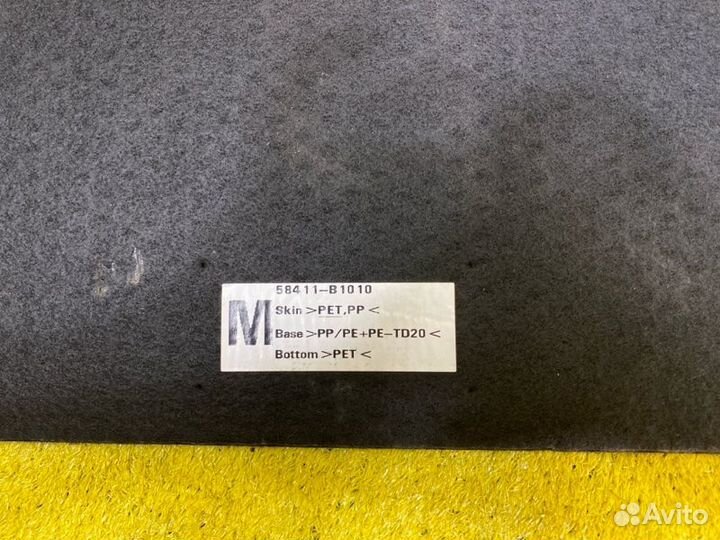 58411-B1010
M
Skin >PET,PP<
Base >PP/PE+PE-TD20<
Bottom >PET<
Avito